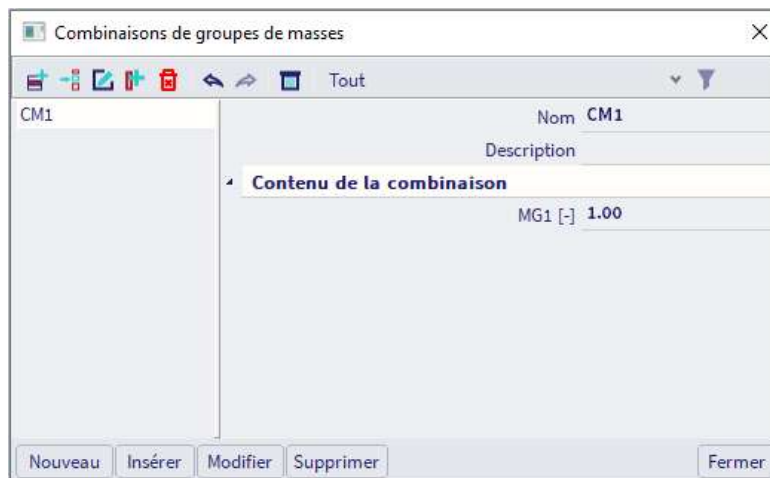 Combinaisons de groupes de masses
Tout
CM1
Nom CM1
Description
Contenu de la combinaison
MG1 [-] 1.00
Nouveau Insérer Modifier Supprimer Fermer